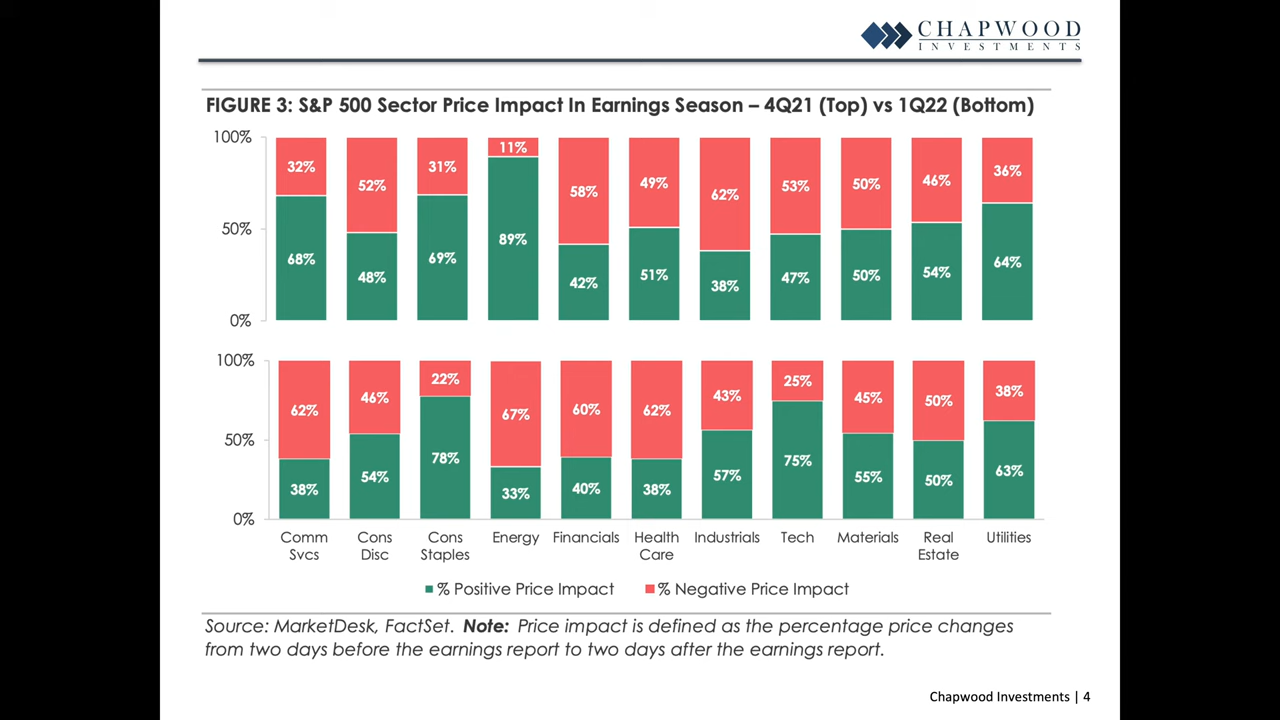 CHAPWOOD
INVESTMENTS
FIGURE 3: S&P 500 Sector Price Impact In Earnings Season – 4Q21 (Top) vs 1Q22 (Bottom)
100%
50%
0%
32% 52% 31% 11% 58% 49% 62% 53% 50% 46% 36%
68% 48% 69% 89% 42% 51% 38% 47% 50% 54% 64%
100%
50%
0%
62% 46% 22% 67% 60% 62% 43% 25% 45% 50% 38%
38% 54% 78% 33% 40% 38% 57% 75% 55% 50% 63%
Comm Svcs
Cons Disc
Cons Staples
Energy
Financials
Health Care
Industrials
Tech
Materials
Real Estate
Utilities
% Positive Price Impact
% Negative Price Impact
Source: MarketDesk, FactSet. Note: Price impact is defined as the percentage price changes
from two days before the earnings report to two days after the earnings report.
Chapwood Investments | 4